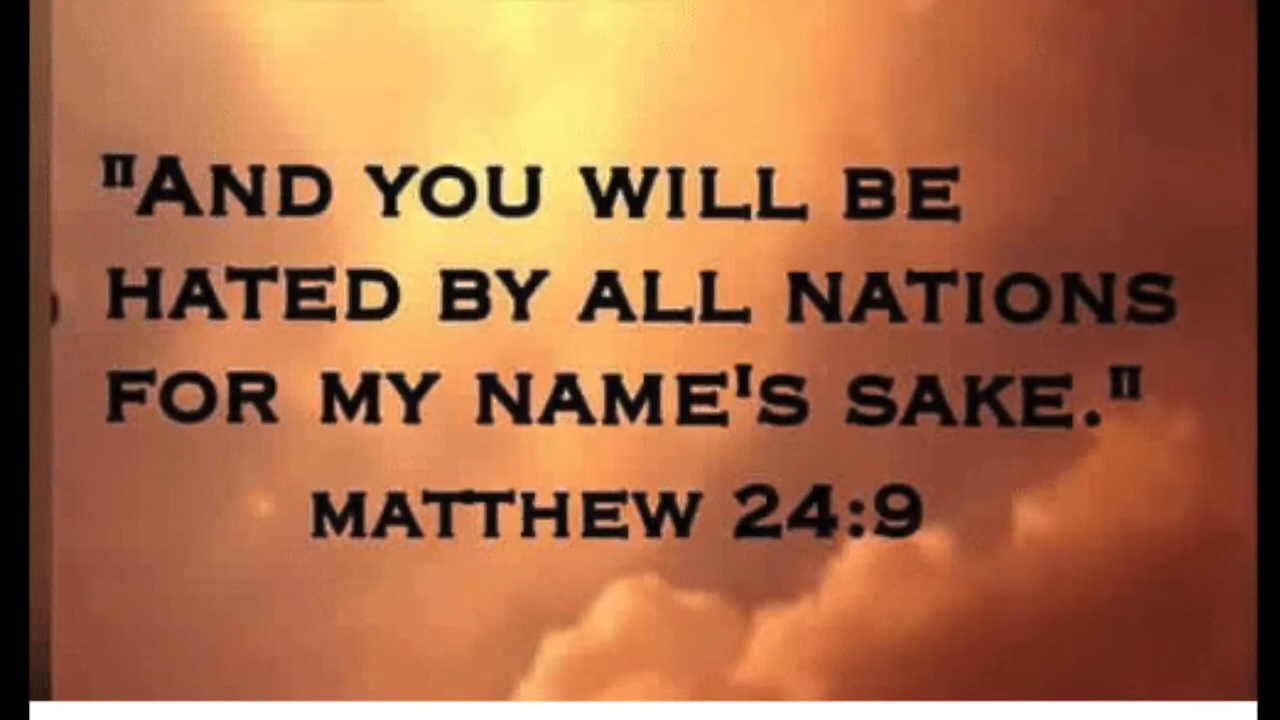 "And you will be
hated by all nations
for my name's sake."
Matthew 24:9